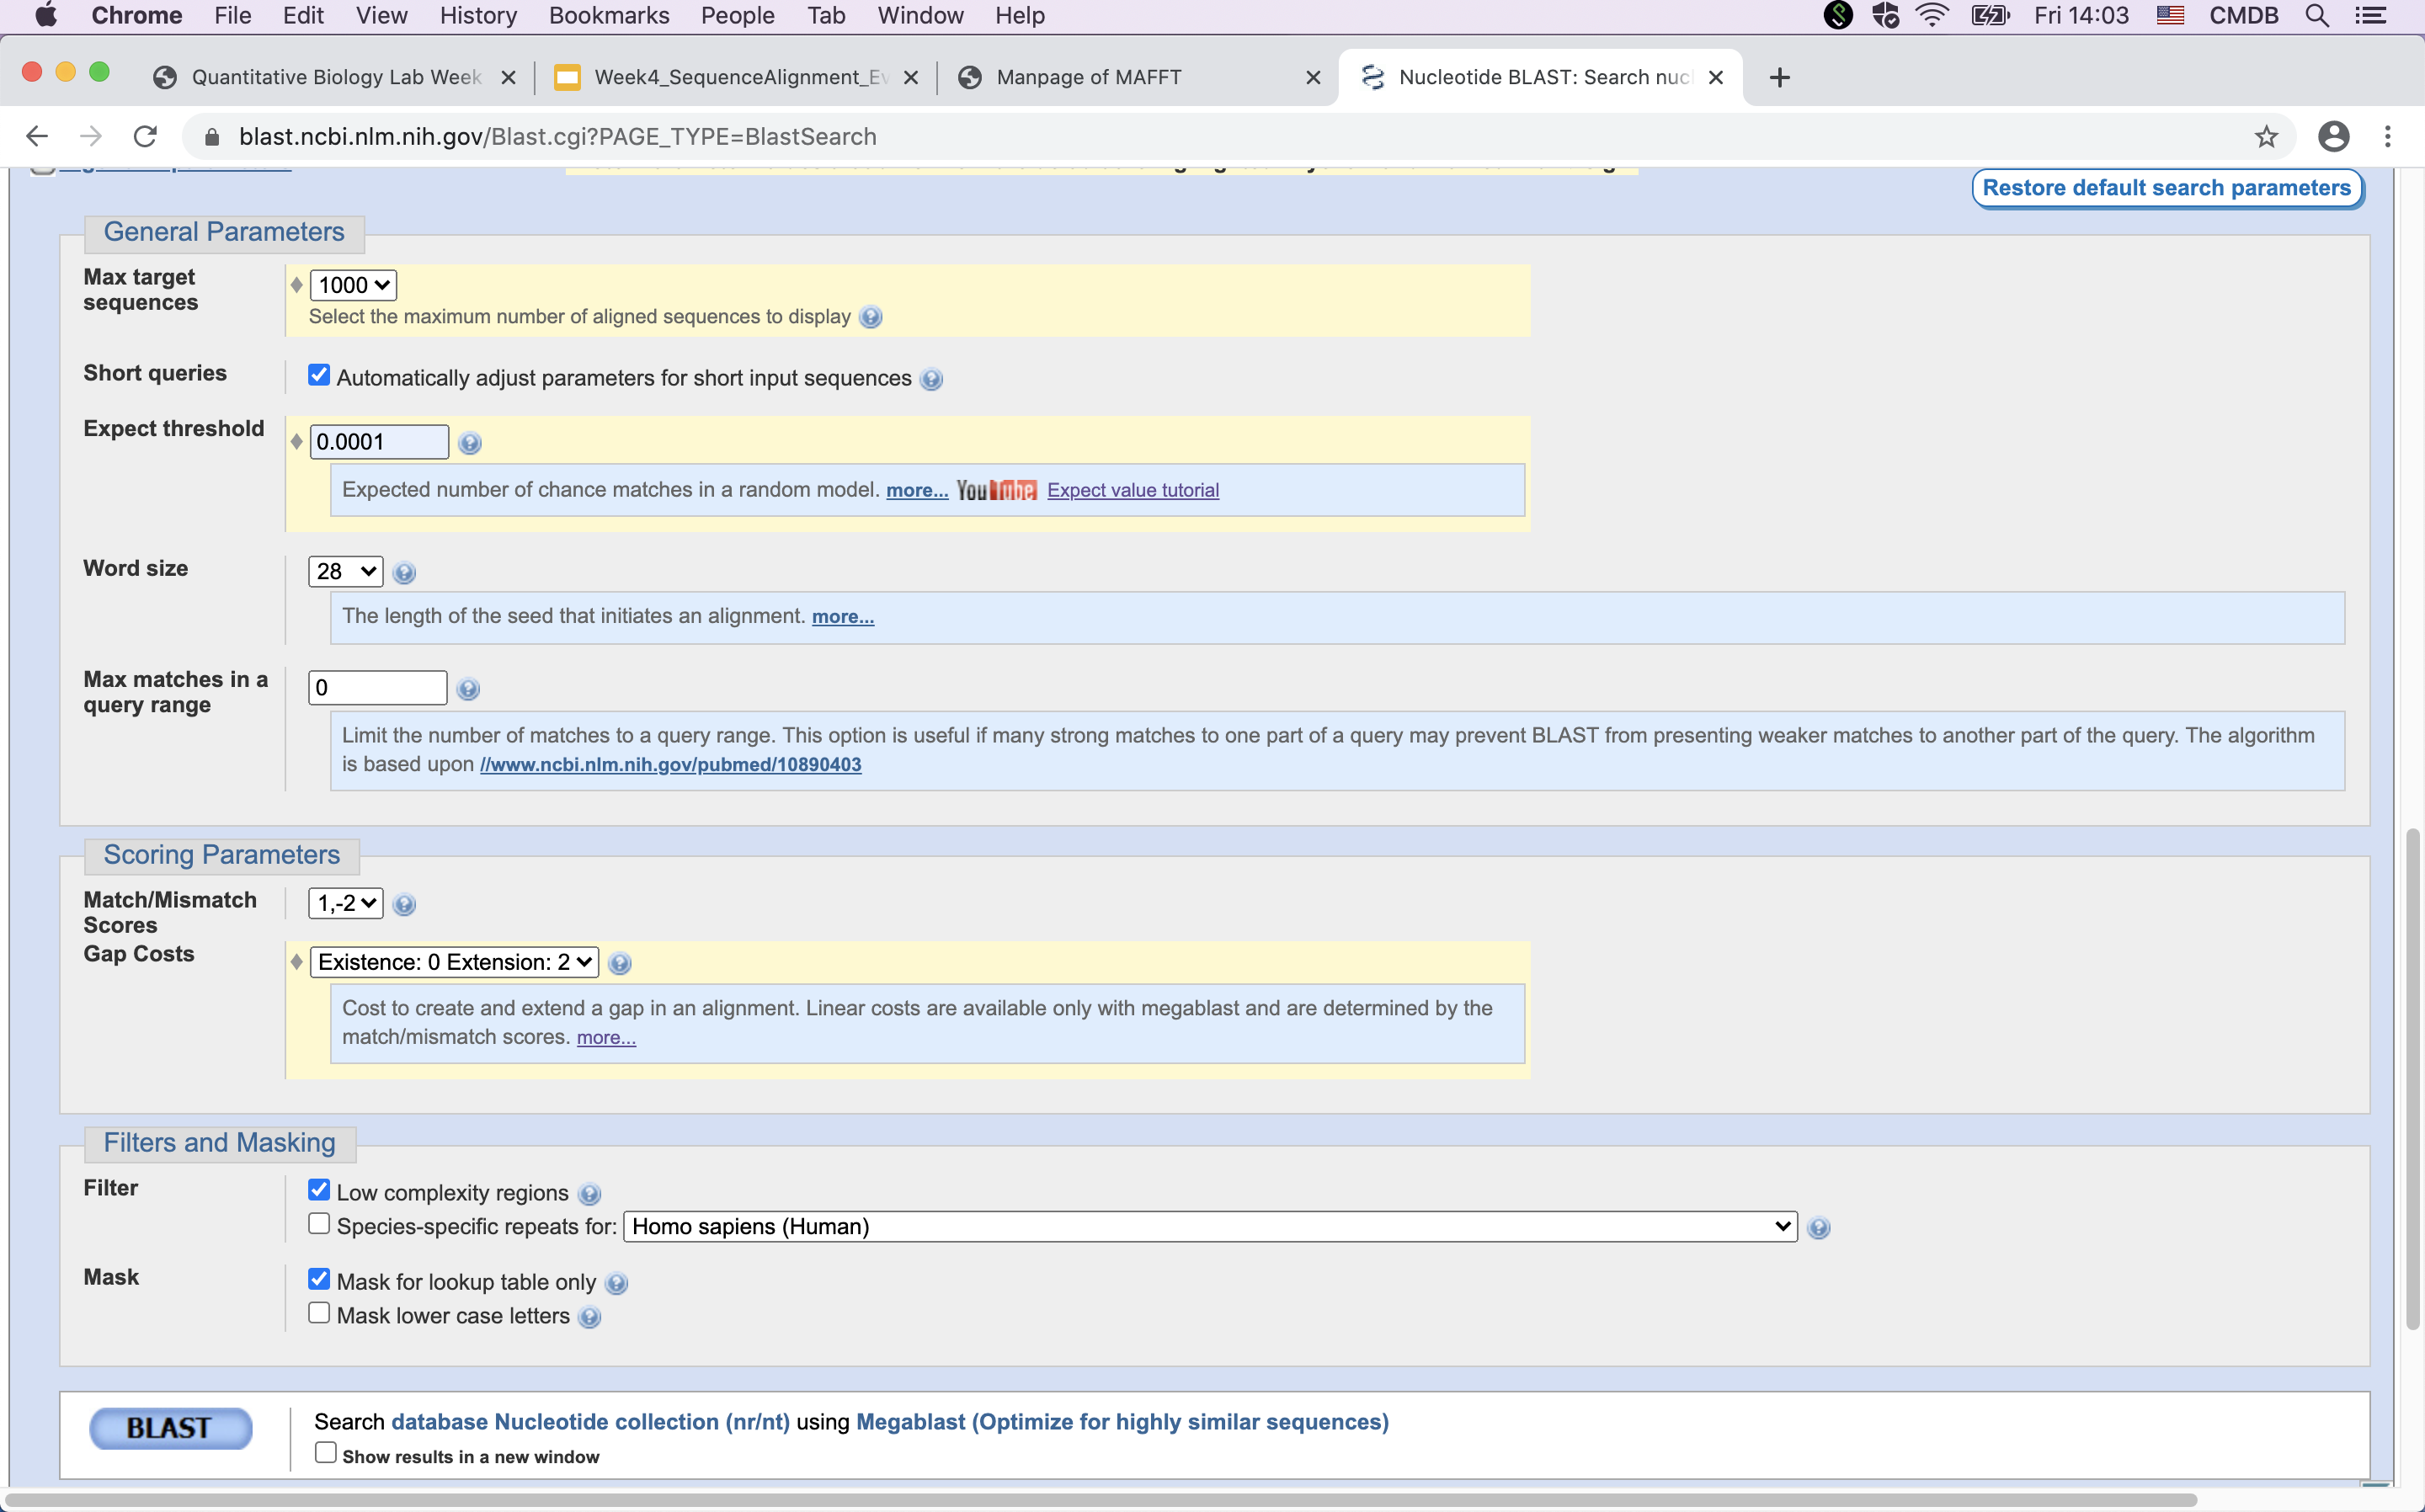 Chrome File Edit View History Bookmarks People Tab Window Help Fri 14:03 CMDB
Quantitative Biology Lab Week Week4_SequenceAlignment_Ev Manpage of MAFFT Nucleotide BLAST: Search nucl
blast.ncbi.nlm.nih.gov/Blast.cgi?PAGE_TYPE=BlastSearch
Restore default search parameters
General Parameters
Max target
sequences
1000
Select the maximum number of aligned sequences to display
Short queries
Automatically adjust parameters for short input sequences
Expect threshold
0.0001
Expected number of chance matches in a random model. more... YouTube Expect value tutorial
Word size
28
The length of the seed that initiates an alignment. more...
Max matches in a
query range
0
Limit the number of matches to a query range. This option is useful if many strong matches to one part of a query may prevent BLAST from presenting weaker matches to another part of the query. The algorithm
is based upon //www.ncbi.nlm.nih.gov/pubmed/10890403
Scoring Parameters
Match/Mismatch
Scores
1,-2
Gap Costs
Existence: 0 Extension: 2
Cost to create and extend a gap in an alignment. Linear costs are available only with megablast and are determined by the
match/mismatch scores. more...
Filters and Masking
Filter
Low complexity regions
Species-specific repeats for: Homo sapiens (Human)
Mask
Mask for lookup table only
Mask lower case letters
BLAST
Search database Nucleotide collection (nr/nt) using Megablast (Optimize for highly similar sequences)
Show results in a new window